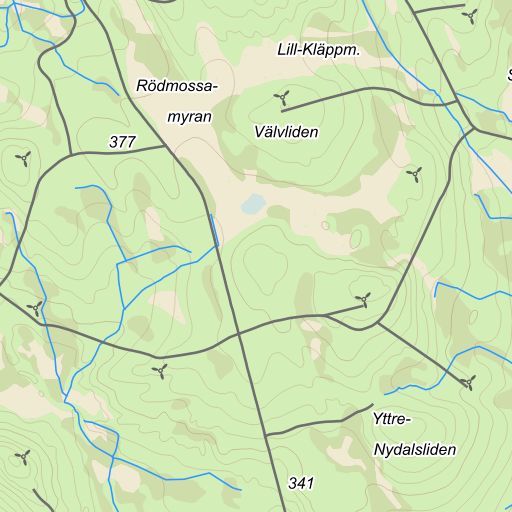 Lill-Kläppm.
Rödmossa-
myran
Välvliden
377
Yttre-
Nydalsliden
341